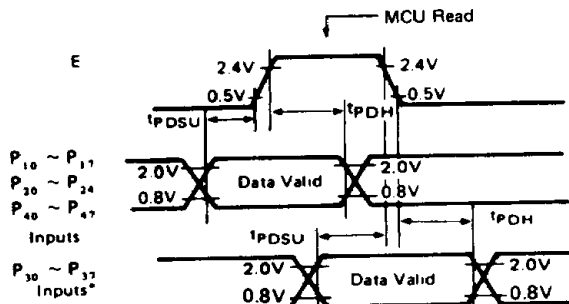 MCU Read
E
2.4V
2.4V
0.5V
0.5V
tPDSU
tPDH
P10 ~ P17
2.0V
2.0V
P20 ~ P24
Data Valid
0.8V
0.8V
P40 ~ P47
Inputs
tPDSU
tPDH
P30 ~ P37
2.0V
2.0V
Inputs*
Data Valid
0.8V
0.8V